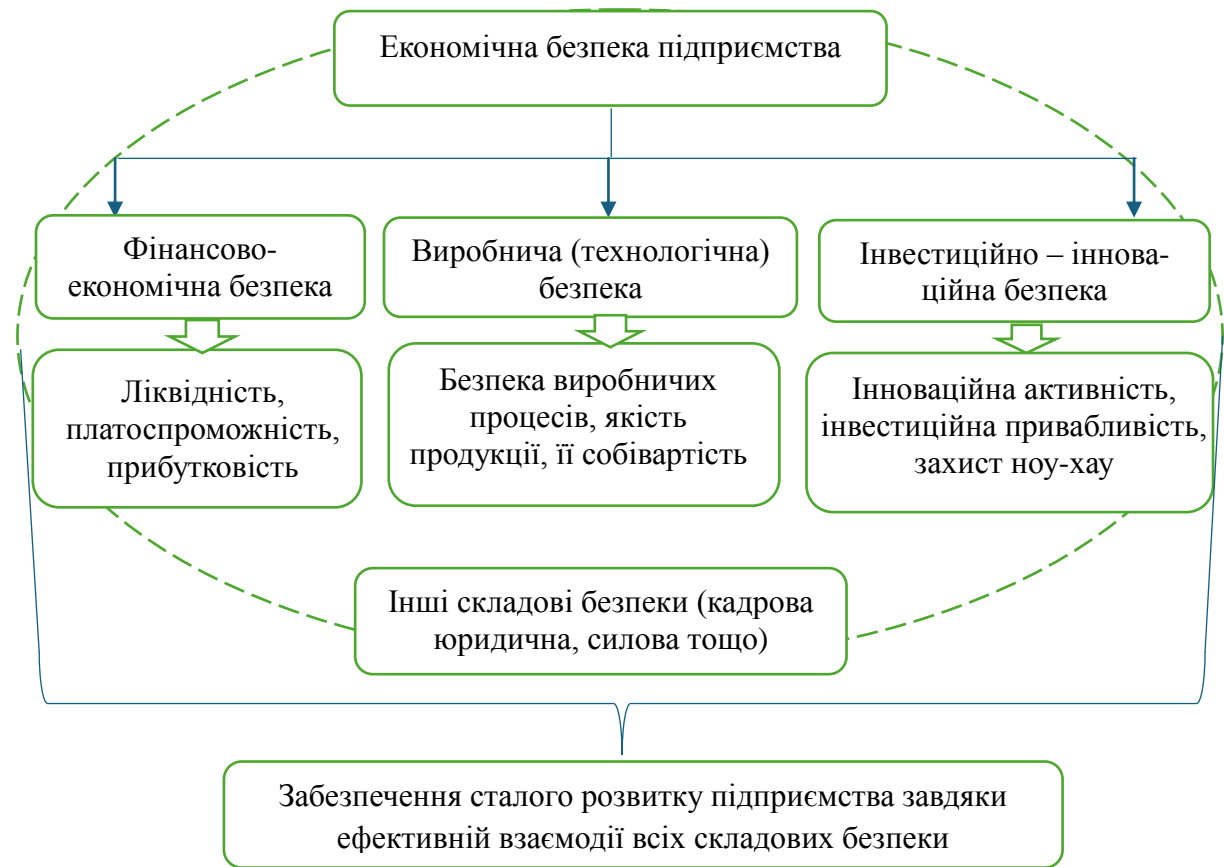 Економічна безпека підприємства
Фінансово-
економічна безпека
Виробнича (технологічна)
безпека
Інвестиційно – іннова-
ційна безпека
Ліквідність,
платоспроможність,
прибутковість
Безпека виробничих
процесів, якість
продукції, її собівартість
Інноваційна активність,
інвестиційна привабливість,
захист ноу-хау
Інші складові безпеки (кадрова
юридична, силова тощо)
Забезпечення сталого розвитку підприємства завдяки
ефективній взаємодії всіх складових безпеки